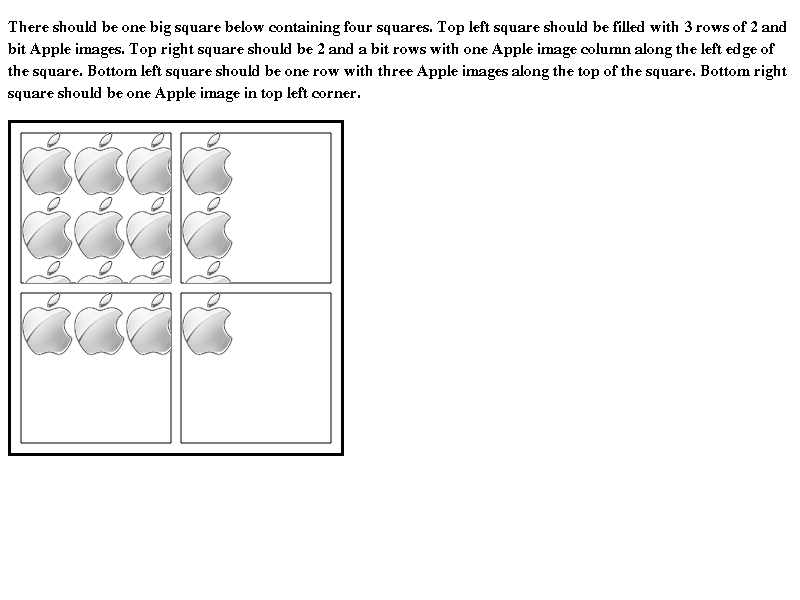 There should be one big square below containing four squares. Top left square should be filled with 3 rows of 2 and
bit Apple images. Top right square should be 2 and a bit rows with one Apple image column along the left edge of
the square. Bottom left square should be one row with three Apple images along the top of the square. Bottom right
square should be one Apple image in top left corner.